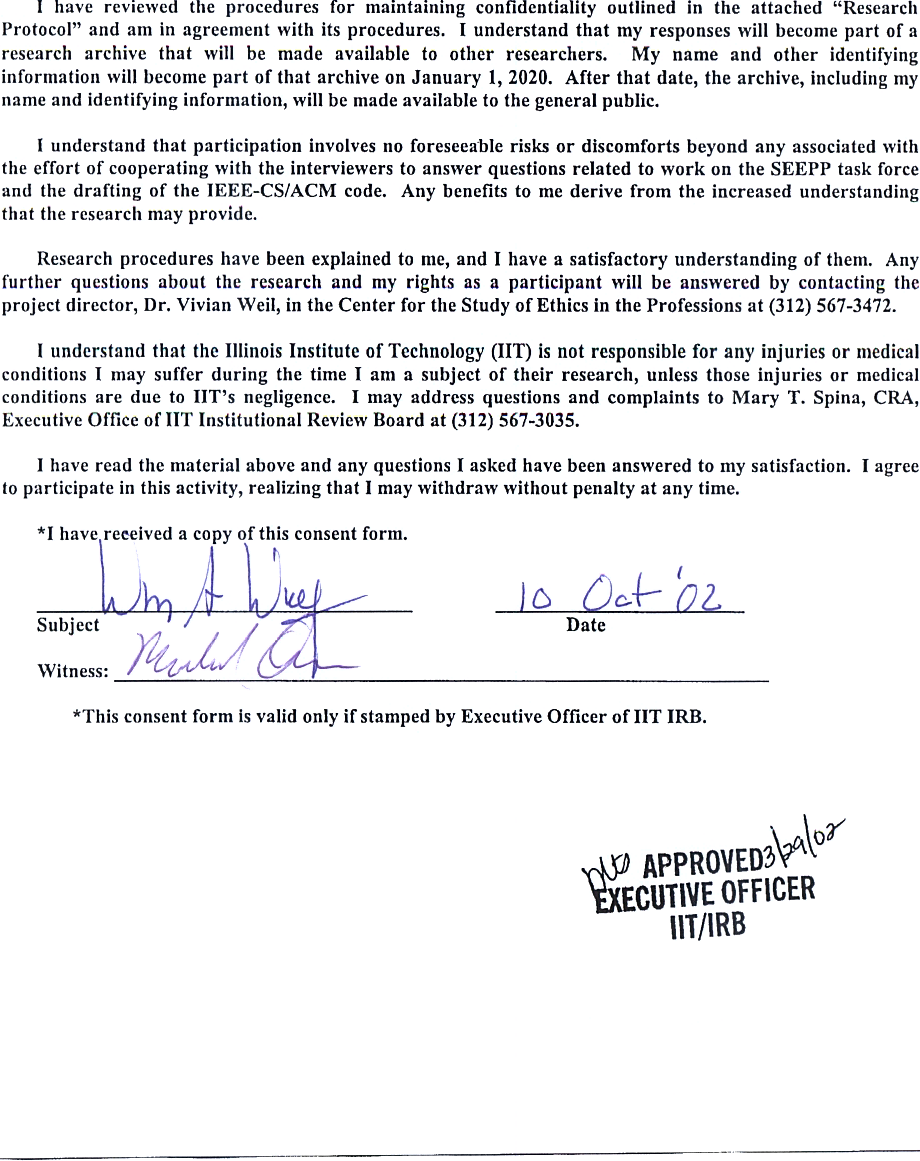 I have reviewed the procedures for maintaining confidentiality outlined in the attached “Research
Protocol” and am in agreement with its procedures. I understand that my responses will become part of a
research archive that will be made available to other researchers. My name and other identifying
information will become part of that archive on January 1, 2020. After that date, the archive, including my
name and identifying information, will be made available to the general public.
I understand that participation involves no foreseeable risks or discomforts beyond any associated with
the effort of cooperating with the interviewers to answer questions related to work on the SEEPP task force
and the drafting of the IEEE-CS/ACM code. Any benefits to me derive from the increased understanding
that the research may provide.
Research procedures have been explained to me, and I have a satisfactory understanding of them. Any
further questions about the research and my rights as a participant will be answered by contacting the
project director, Dr. Vivian Weil, in the Center for the Study of Ethics in the Professions at (312) 567-3472.
I understand that the Illinois Institute of Technology (IIT) is not responsible for any injuries or medical
conditions I may suffer during the time I am a subject of their research, unless those injuries or medical
conditions are due to IIT’s negligence. I may address questions and complaints to Mary T. Spina, CRA,
Executive Office of IIT Institutional Review Board at (312) 567-3035.
I have read the material above and any questions I asked have been answered to my satisfaction. I agree
to participate in this activity, realizing that I may withdraw without penalty at any time.
*I have received a copy of this consent form.
Wm A 10 Oct '02
Subject Date
Witness:
*This consent form is valid only if stamped by Executive Officer of IIT IRB.
APPROVED 3/29/02
EXECUTIVE OFFICER
IIT/IRB